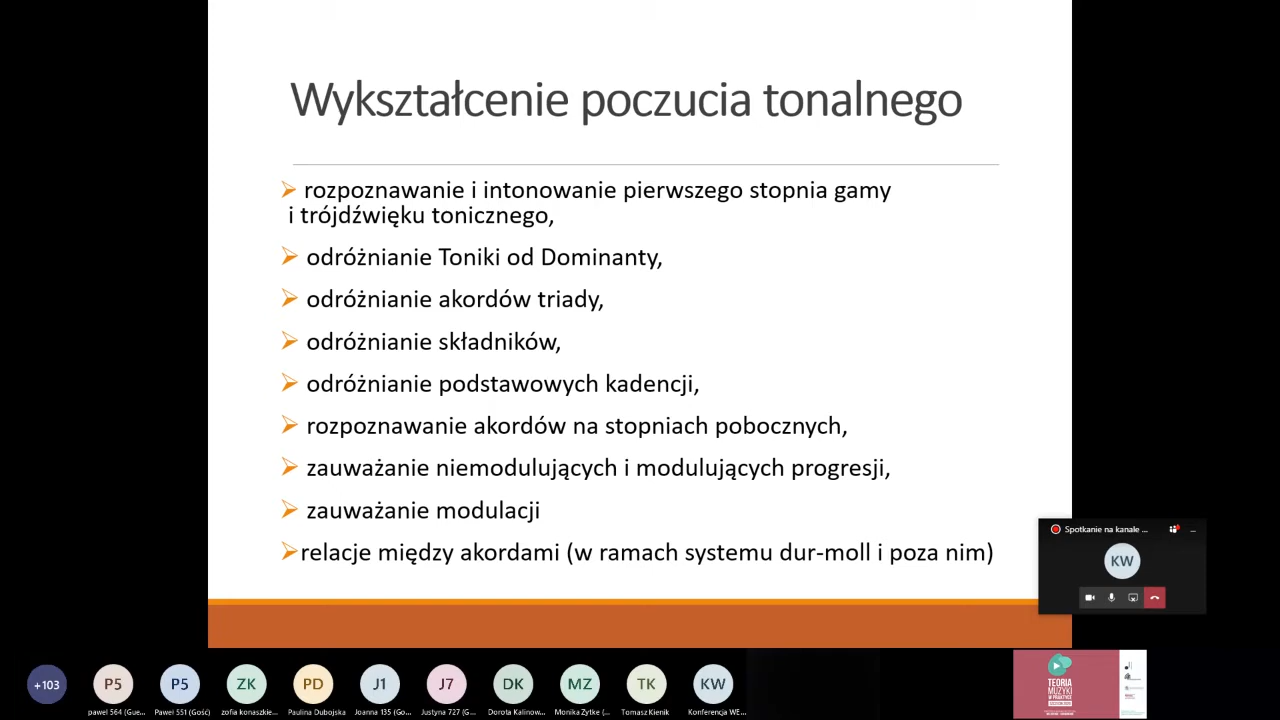 Wykształcenie poczucia tonalnego
rozpoznawanie i intonowanie pierwszego stopnia gamy
i trójdźwięku tonicznego,
odróżnianie Toniki od Dominanty,
odróżnianie akordów triady,
odróżnianie składników,
odróżnianie podstawowych kadencji,
rozpoznawanie akordów na stopniach pobocznych,
zauważanie niemodulujących i modulujących progresji,
zauważanie modulacji
relacje między akordami (w ramach systemu dur-moll i poza nim)
Spotkanie na kanale ...
KW
+103 P5 P5 ZK PD J1 J7 DK MZ TK KW
paweł 564 (Gue... Paweł 551 (Gość) zofia konaszkie... Paulina Dubojska Joanna 135 (Go... Justyna 727 (G... Dorota Kalinow... Monika Zytke (... Tomasz Kienik Konferencja WE...
TEORIA
MUZYKI
W PRAKTYCE